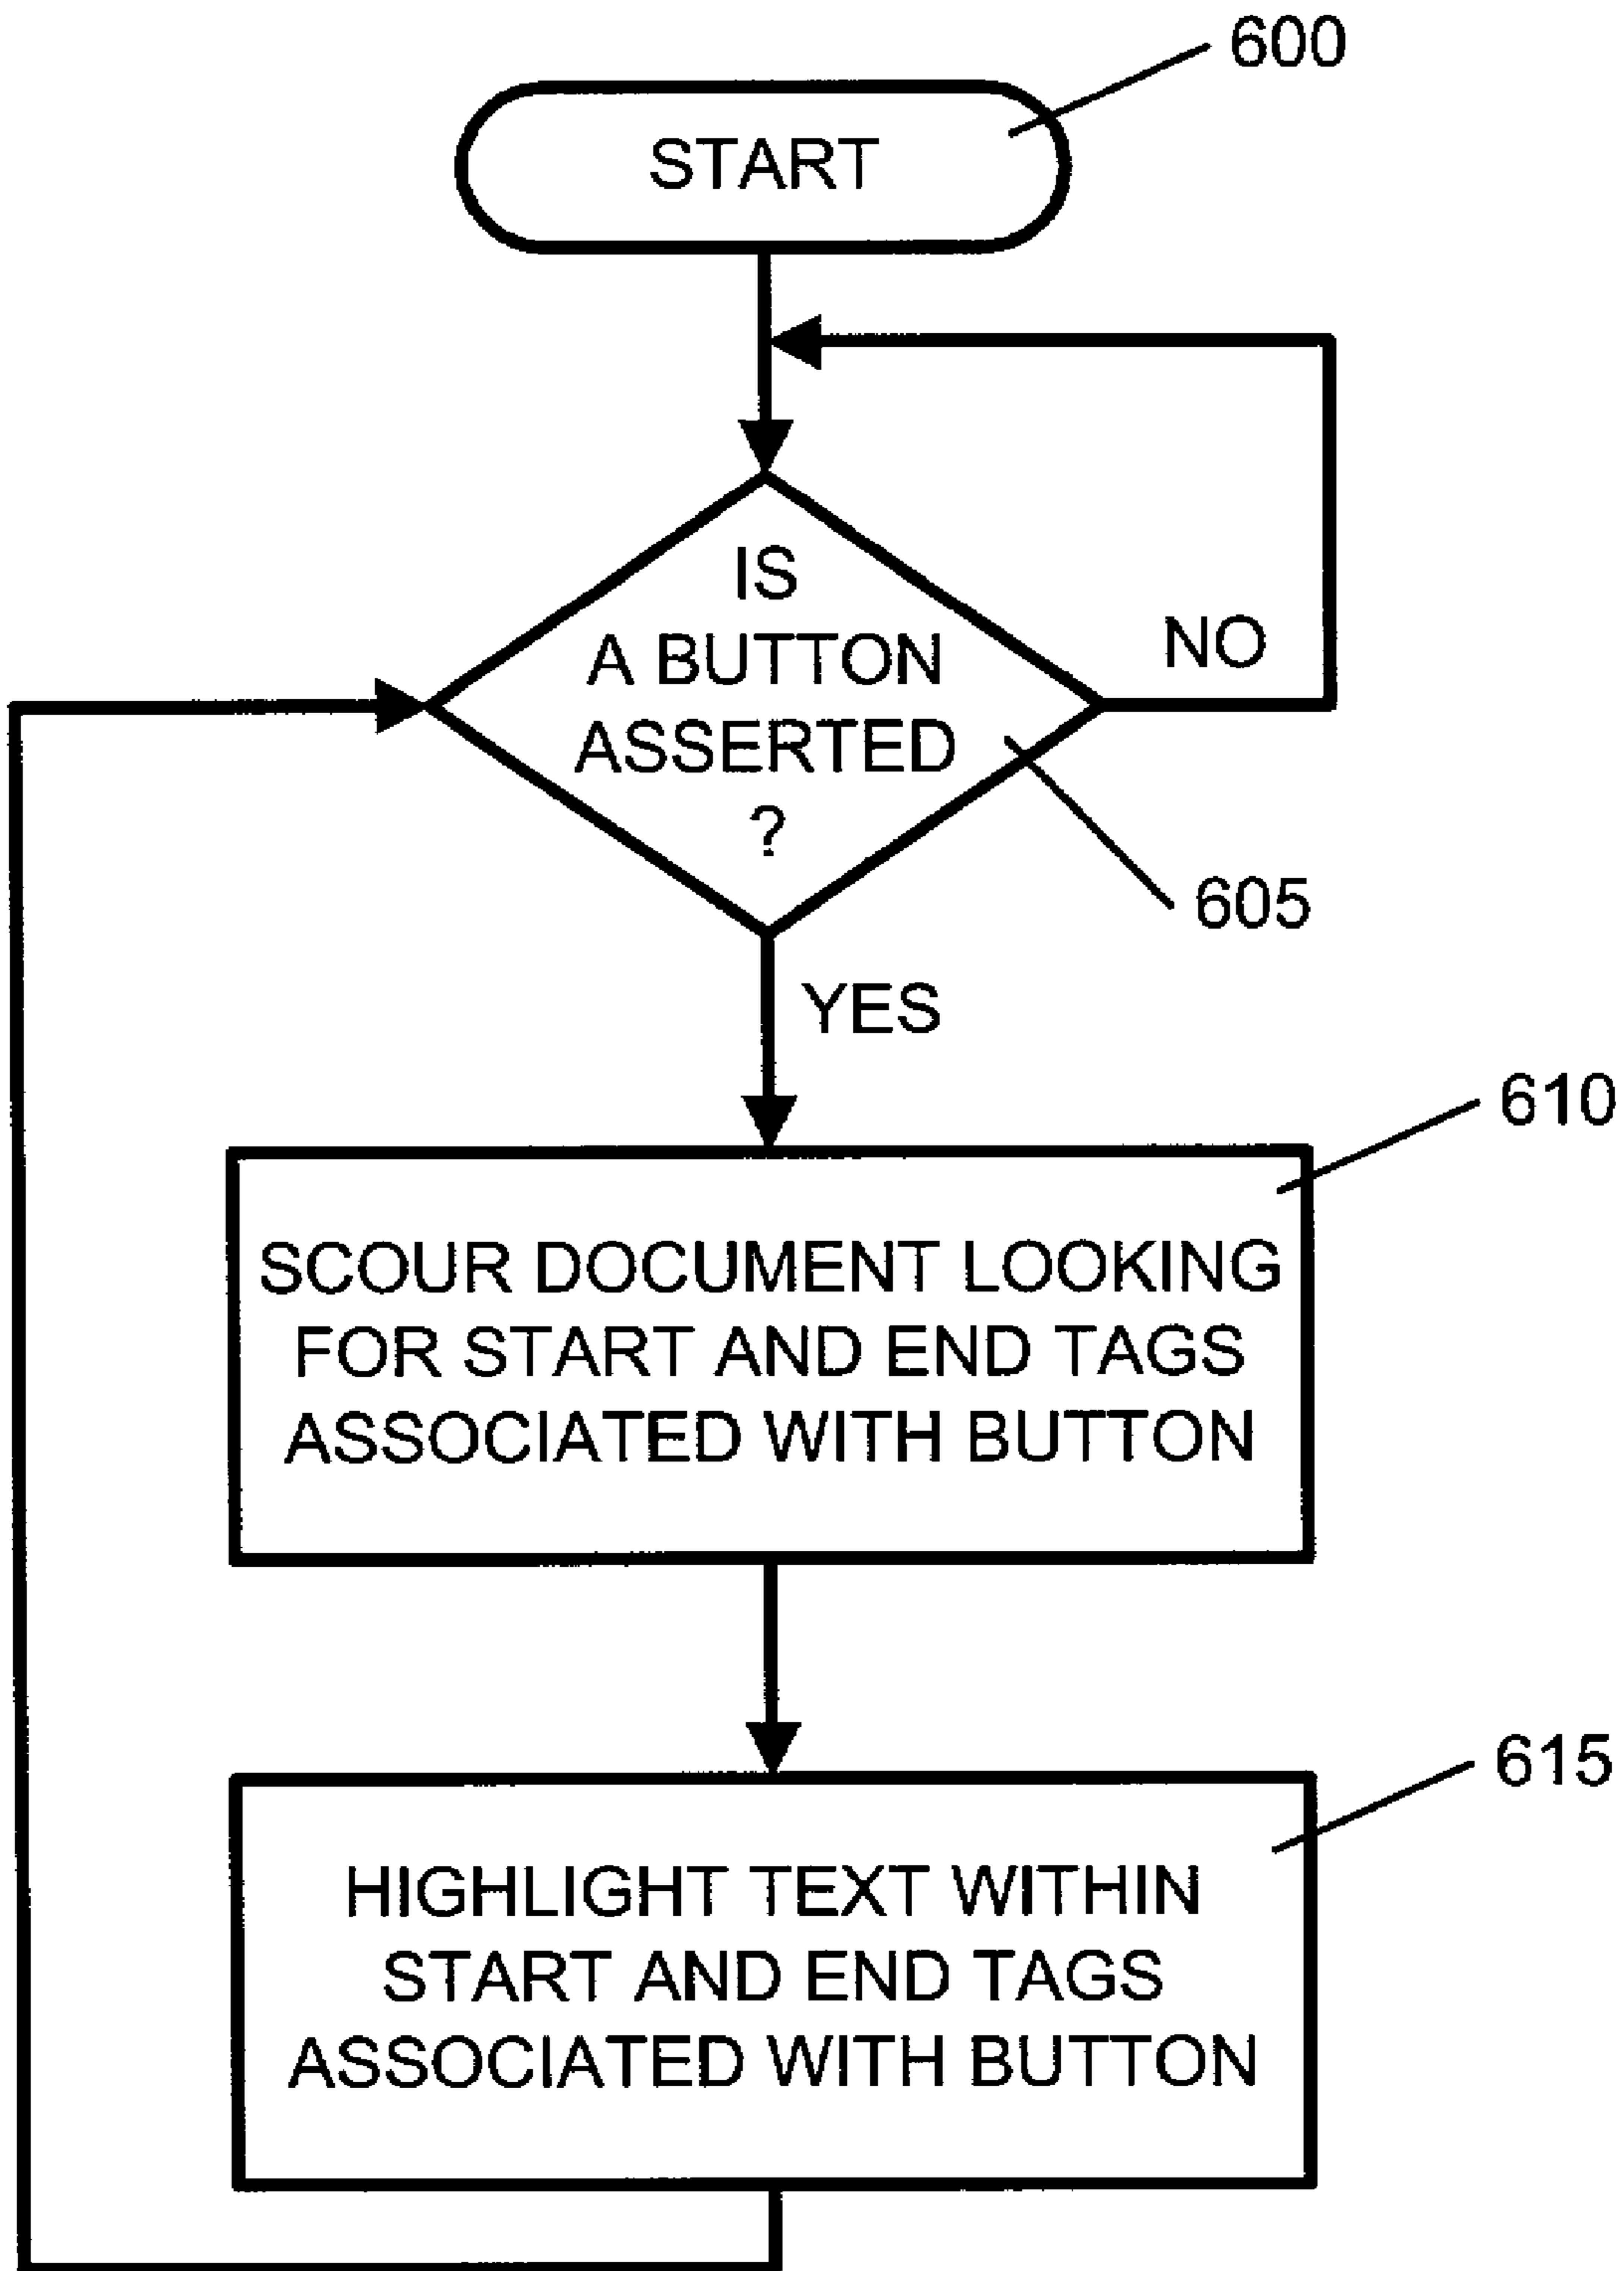 600
START
IS
A BUTTON
ASSERTED
?
NO
605
YES
610
SCOUR DOCUMENT LOOKING
FOR START AND END TAGS
ASSOCIATED WITH BUTTON
615
HIGHLIGHT TEXT WITHIN
START AND END TAGS
ASSOCIATED WITH BUTTON